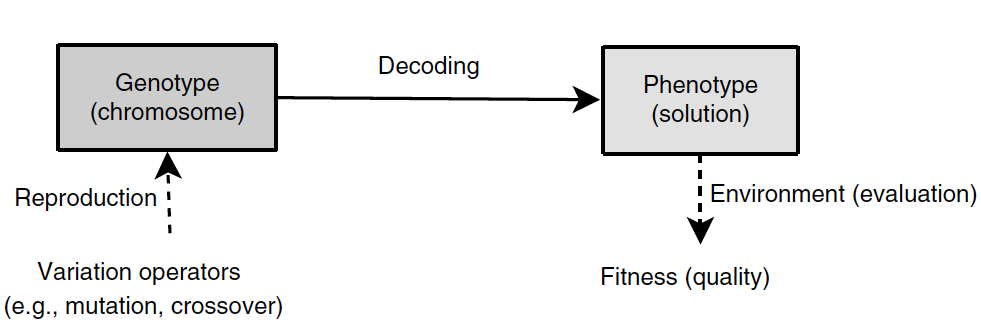 Genotype
(chromosome)
Decoding
Phenotype
(solution)
Reproduction
Environment (evaluation)
Variation operators
(e.g., mutation, crossover)
Fitness (quality)